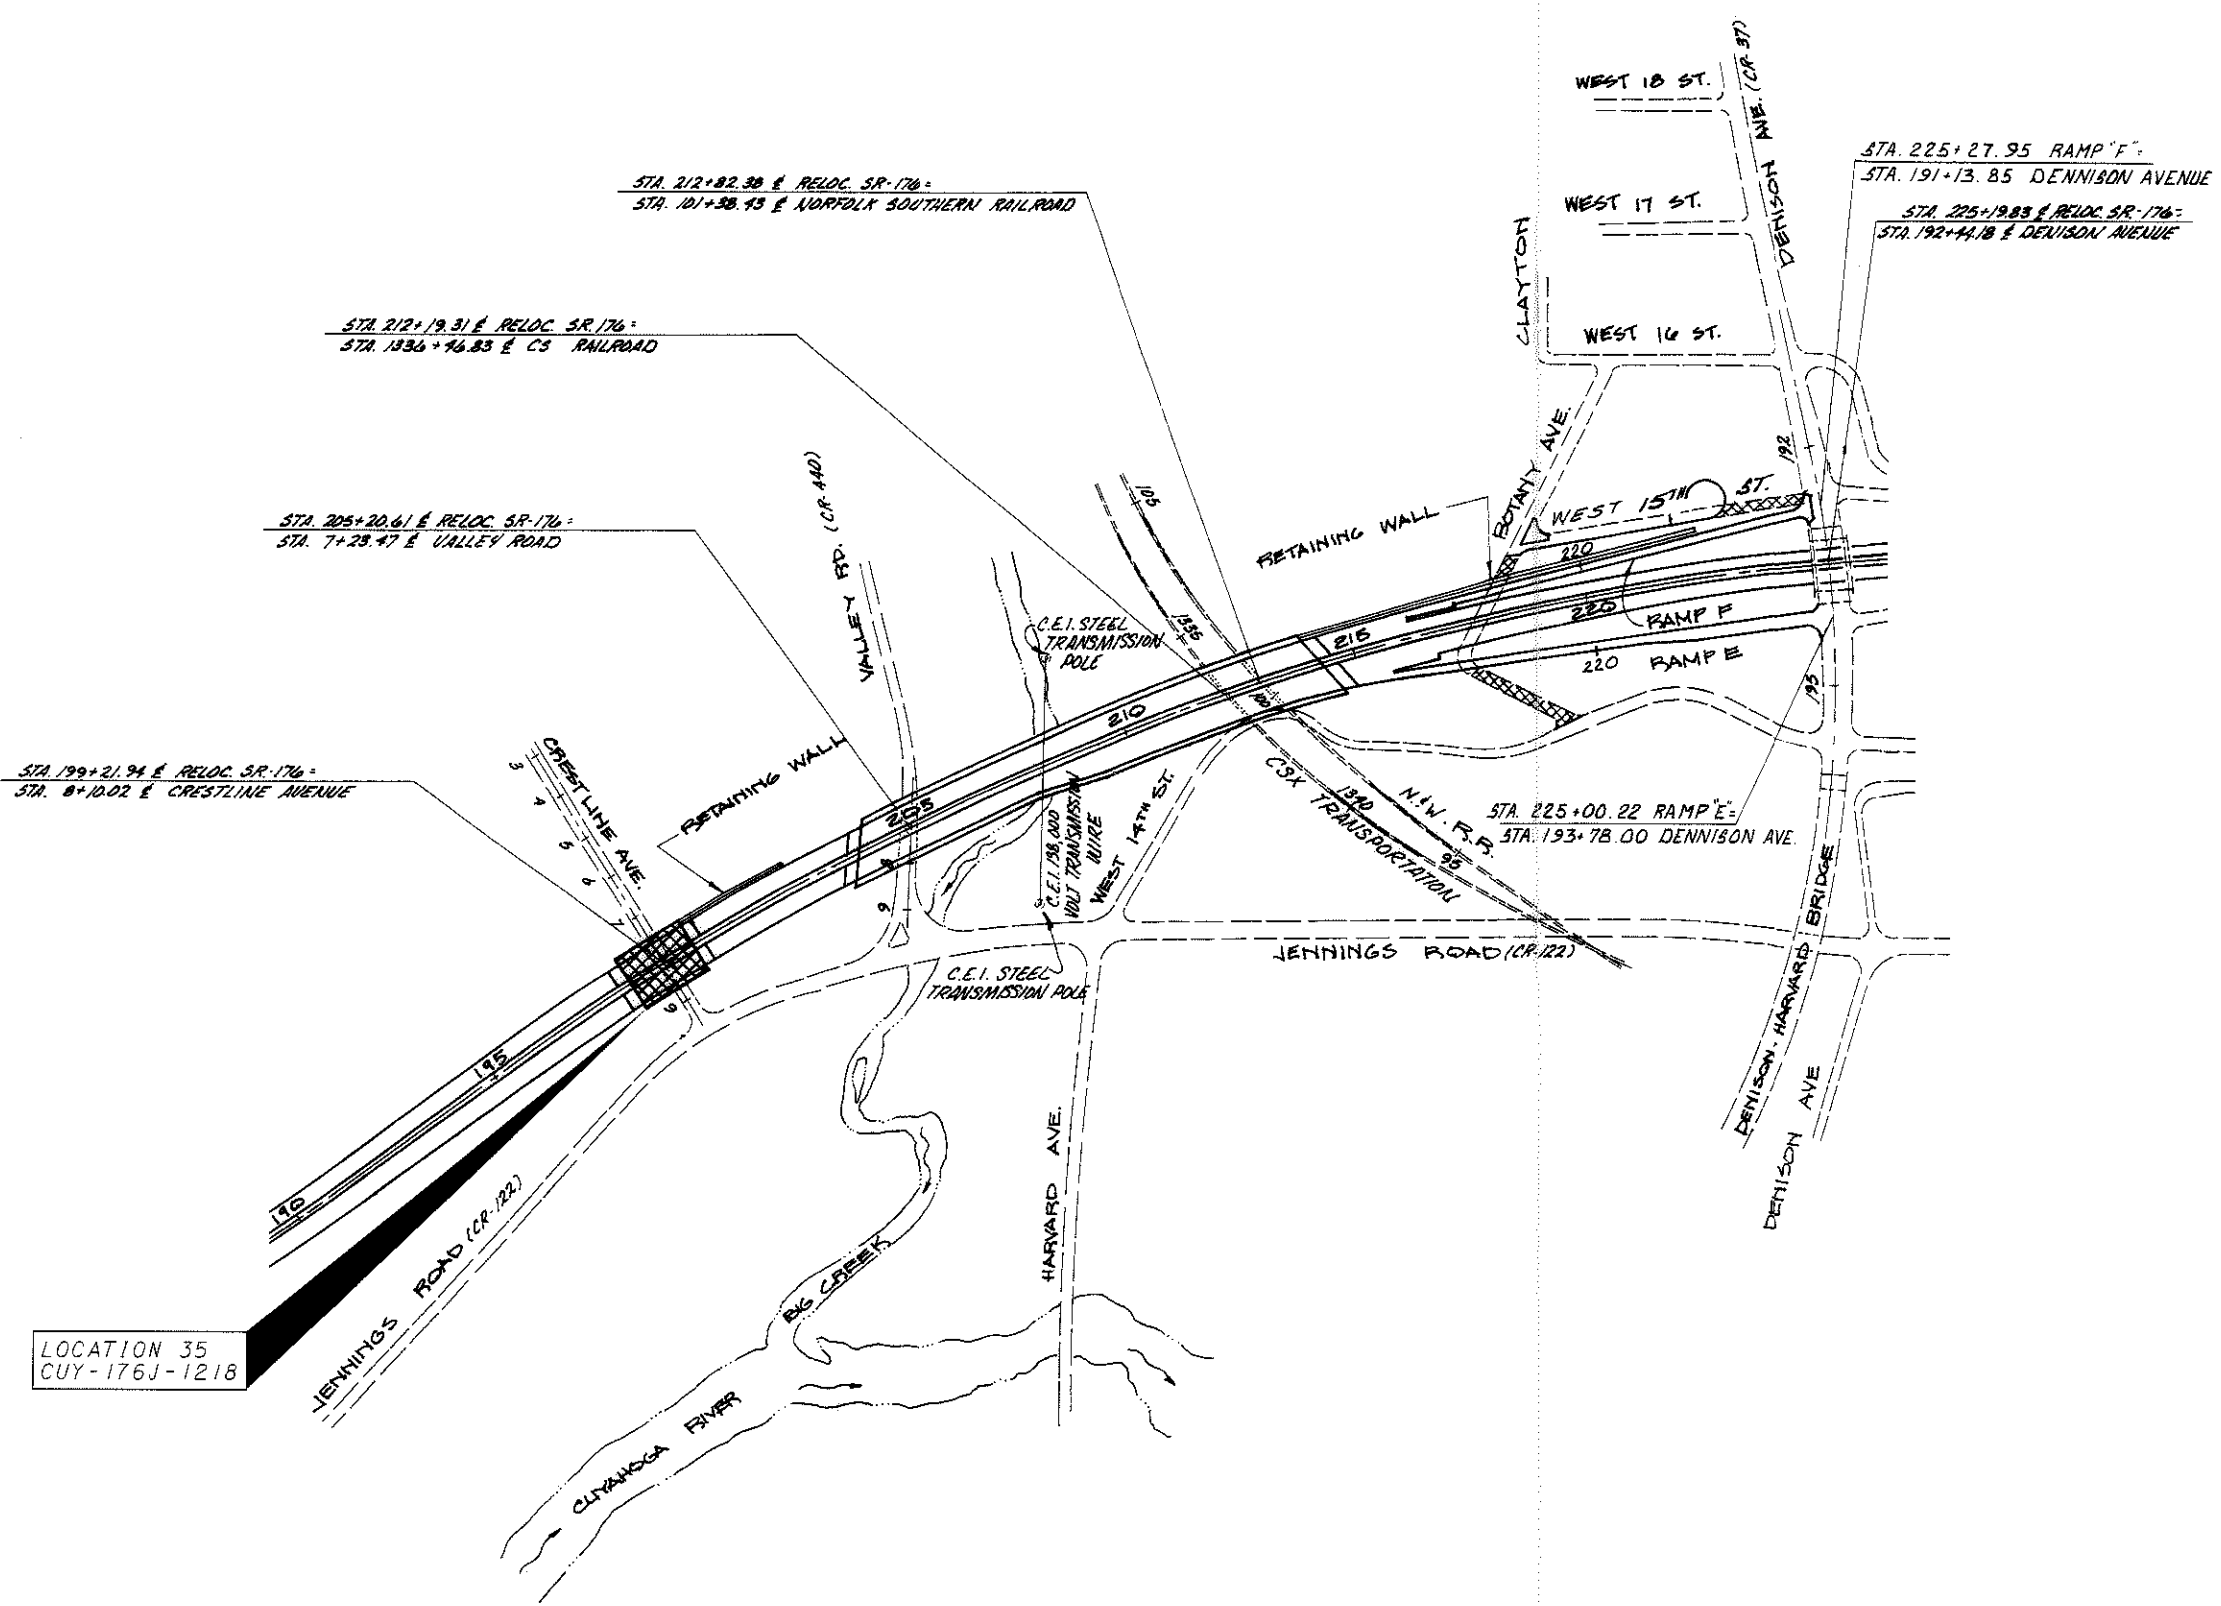 WEST 18 ST.
DENISON AVE. (CR-37)
STA. 225+27.95 RAMP "F"=
STA. 191+13.85 DENNISON AVENUE
STA. 212+82.38 ℄ RELOC. SR-176=
STA. 101+38.43 ℄ NORFOLK SOUTHERN RAILROAD
WEST 17 ST.
STA. 225+19.83 ℄ RELOC. SR-176=
STA. 192+44.18 ℄ DENISON AVENUE
CLAYTON
STA. 212+19.31 ℄ RELOC. SR.176=
STA. 1336+46.83 ℄ CS RAILROAD
WEST 16 ST.
BOTANY AVE.
192
VALLEY RD. (CR-440)
105
WEST 15TH ST.
RETAINING WALL
STA. 205+20.61 ℄ RELOC. SR-176=
STA. 7+23.47 ℄ VALLEY ROAD
220
C.E.I. STEEL
TRANSMISSION
POLE
1335
215
220
RAMP F
220
RAMP E
195
100
210
CRESTLINE AVE.
3
4
5
6
7
9
RETAINING WALL
STA. 199+21.94 ℄ RELOC. SR-176=
STA. 8+10.02 ℄ CRESTLINE AVENUE
205
8
9
C.E.I. 138,000
VOLT TRANSMISSION
WIRE
WEST 14TH ST.
CSX TRANSPORTATION
1340
N.&W. R.R.
95
STA. 225+00.22 RAMP "E"=
STA. 193+78.00 DENNISON AVE.
JENNINGS ROAD (CR-122)
C.E.I. STEEL
TRANSMISSION POLE
DENISON-HARVARD BRIDGE
DENISON AVE
195
190
HARVARD AVE.
JENNINGS ROAD (CR-122)
BIG CREEK
LOCATION 35
CUY-176J-1218
CUYAHOGA RIVER